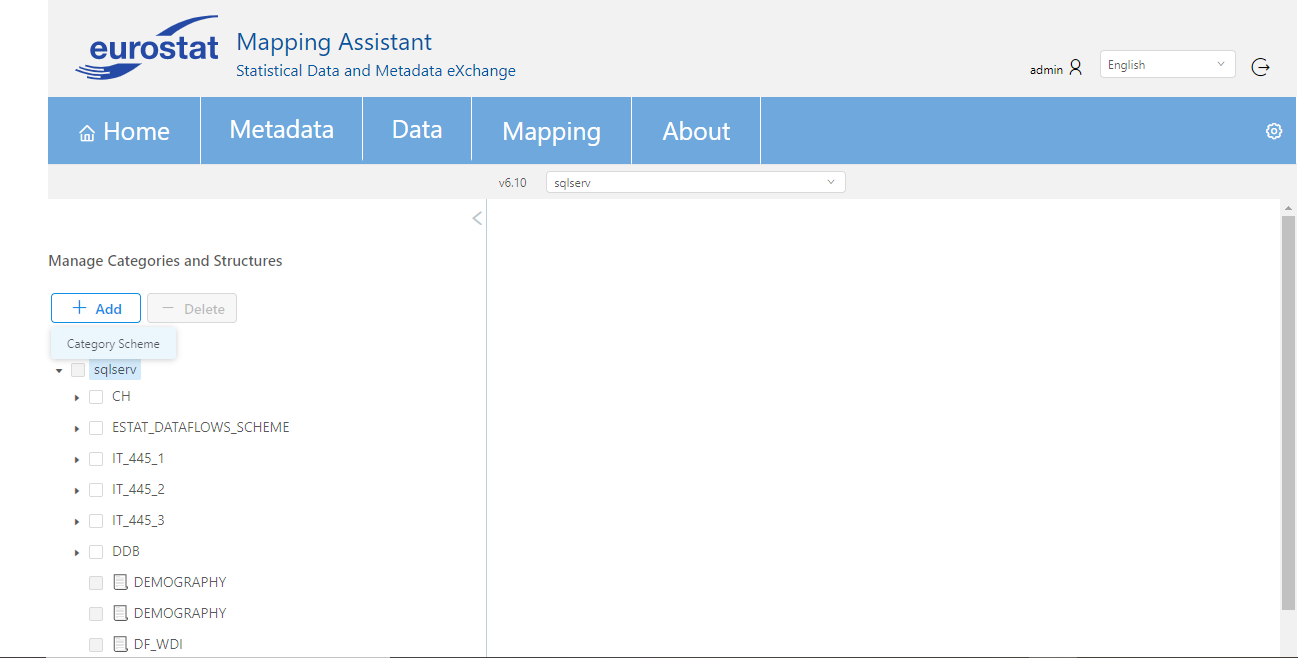 eurostat
Mapping Assistant
Statistical Data and Metadata eXchange
admin
English
Home
Metadata
Data
Mapping
About
v6.10
sqlserv
Manage Categories and Structures
Add
Delete
Category Scheme
sqlserv
CH
ESTAT_DATAFLOWS_SCHEME
IT_445_1
IT_445_2
IT_445_3
DDB
DEMOGRAPHY
DEMOGRAPHY
DF_WDI